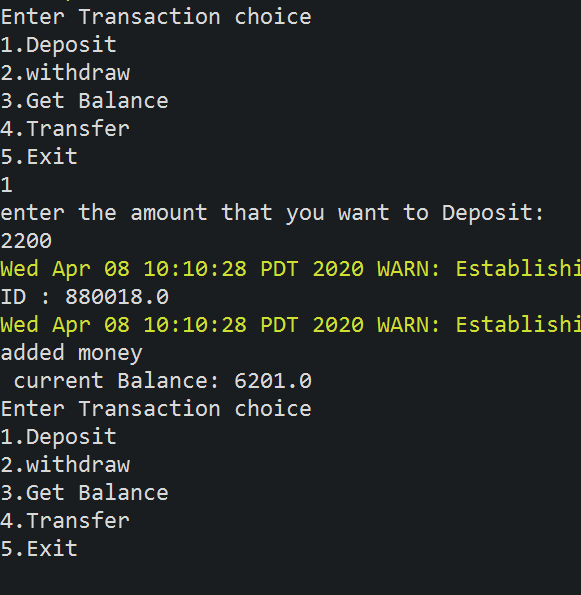 Enter Transaction choice
1.Deposit
2.withdraw
3.Get Balance
4.Transfer
5.Exit
1
enter the amount that you want to Deposit:
2200
Wed Apr 08 10:10:28 PDT 2020 WARN: Establishi
ID : 880018.0
Wed Apr 08 10:10:28 PDT 2020 WARN: Establishi
added money
 current Balance: 6201.0
Enter Transaction choice
1.Deposit
2.withdraw
3.Get Balance
4.Transfer
5.Exit